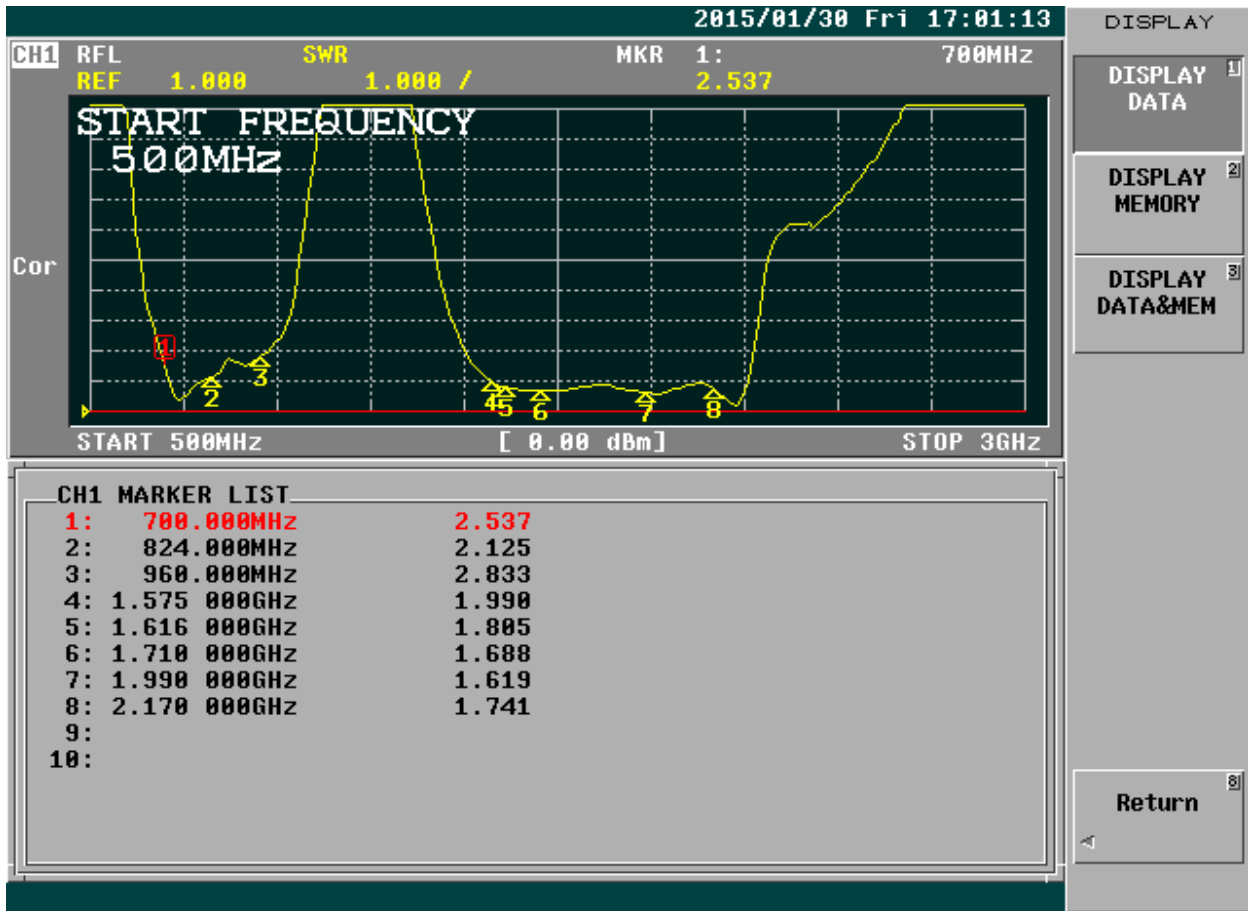 2015/01/30 Fri 17:01:13
CH1 RFL SWR MKR 1: 700MHz
REF 1.000 1.000 / 2.537
START FREQUENCY
500MHz
Cor
1
2
3
4
5
6
7
8
START 500MHz [ 0.00 dBm] STOP 3GHz
CH1 MARKER LIST
1: 700.000MHz 2.537
2: 824.000MHz 2.125
3: 960.000MHz 2.833
4: 1.575 000GHz 1.990
5: 1.616 000GHz 1.805
6: 1.710 000GHz 1.688
7: 1.990 000GHz 1.619
8: 2.170 000GHz 1.741
9:
10:
DISPLAY
DISPLAY 1
DATA
DISPLAY 2
MEMORY
DISPLAY 3
DATA&MEM
8
Return